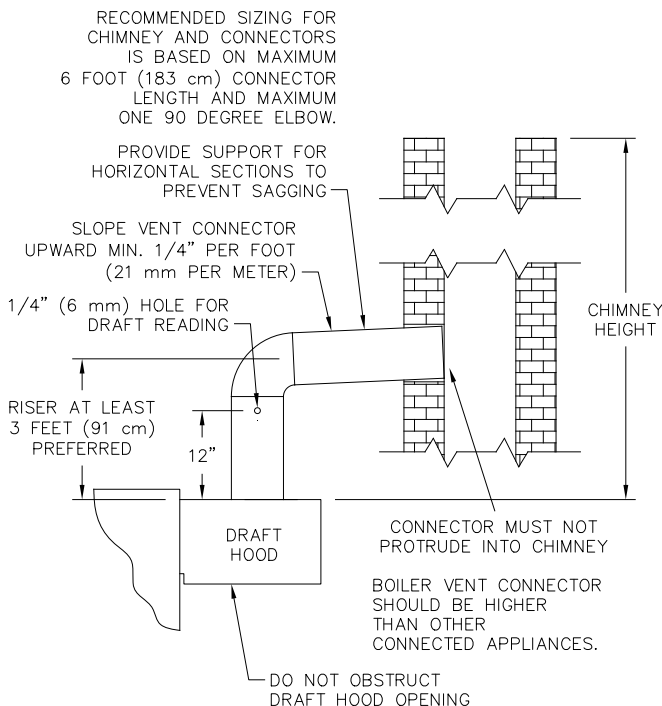 RECOMMENDED SIZING FOR
CHIMNEY AND CONNECTORS
IS BASED ON MAXIMUM
6 FOOT (183 cm) CONNECTOR
LENGTH AND MAXIMUM
ONE 90 DEGREE ELBOW.
PROVIDE SUPPORT FOR
HORIZONTAL SECTIONS TO
PREVENT SAGGING
SLOPE VENT CONNECTOR
UPWARD MIN. 1/4” PER FOOT
(21 mm PER METER)
1/4” (6 mm) HOLE FOR
DRAFT READING
CHIMNEY
HEIGHT
RISER AT LEAST
3 FEET (91 cm)
PREFERRED
12”
DRAFT
HOOD
CONNECTOR MUST NOT
PROTRUDE INTO CHIMNEY
BOILER VENT CONNECTOR
SHOULD BE HIGHER
THAN OTHER
CONNECTED APPLIANCES.
DO NOT OBSTRUCT
DRAFT HOOD OPENING